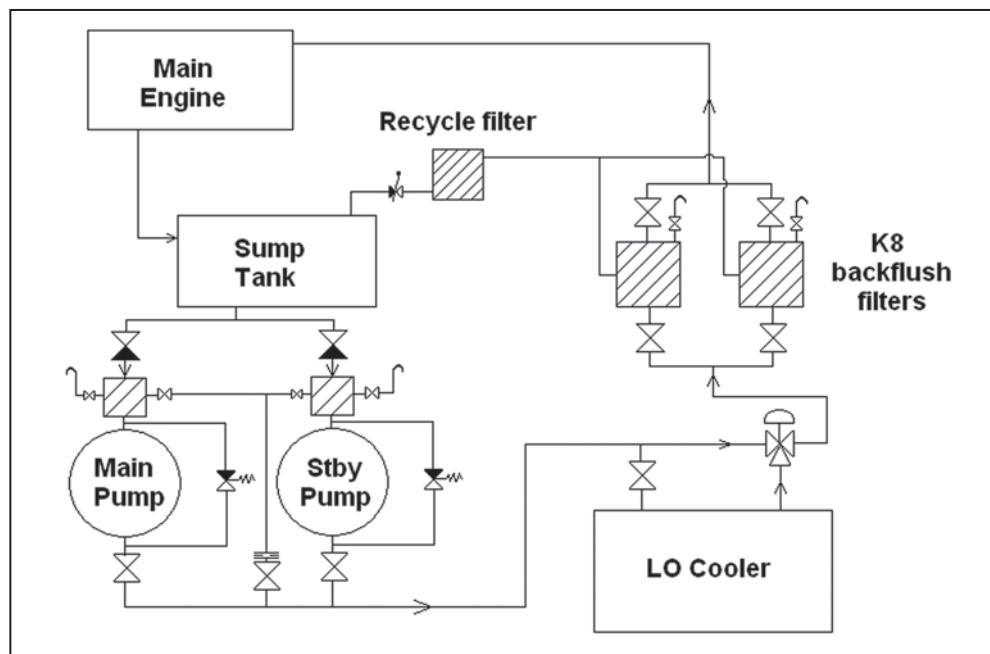 Main
Engine
Recycle filter
Sump
Tank
K8
backflush
filters
Main
Pump
Stby
Pump
LO Cooler